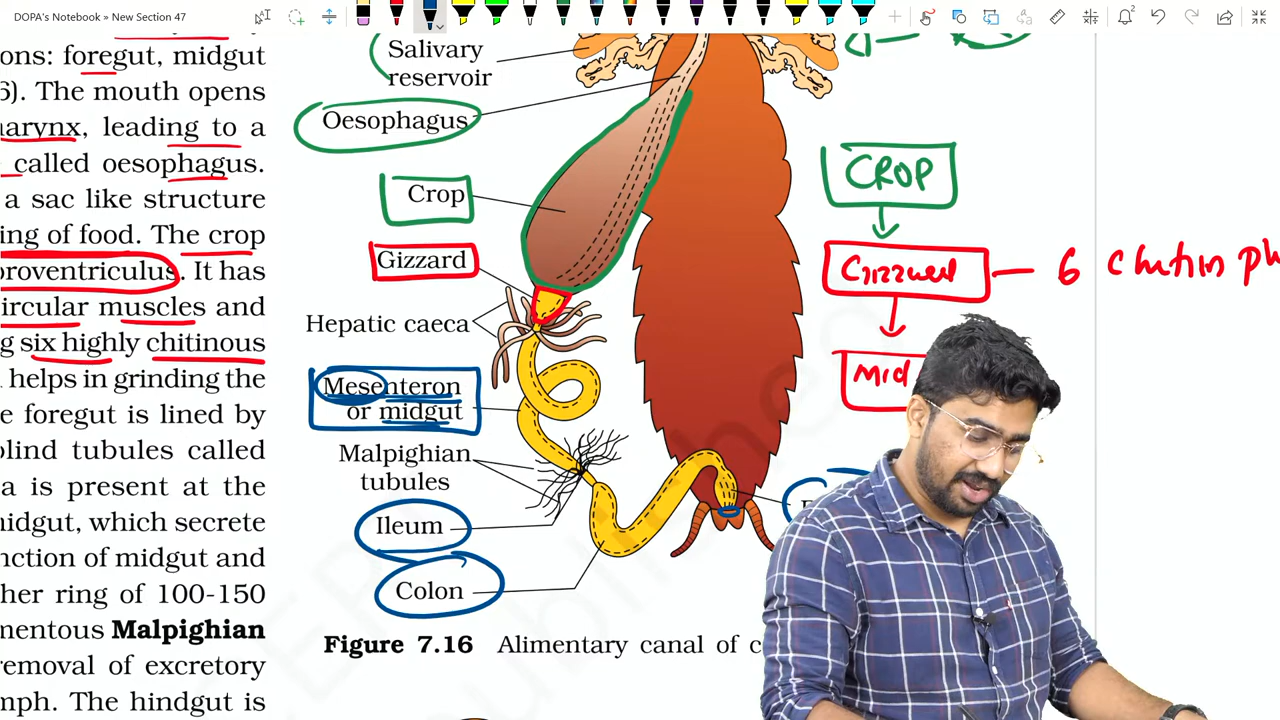 DOPA's Notebook » New Section 47
ons: foregut, midgut
6). The mouth opens
harynx, leading to a
called oesophagus.
a sac like structure
ing of food. The crop
proventriculus. It has
ircular muscles and
g six highly chitinous
helps in grinding the
e foregut is lined by
blind tubules called
a is present at the
nidgut, which secrete
nction of midgut and
her ring of 100-150
mentous Malpighian
removal of excretory
mph. The hindgut is
Salivary
reservoir
Oesophagus
Crop
Gizzard
Hepatic caeca
Mesenteron
or midgut
Malpighian
tubules
Ileum
Colon
Figure 7.16 Alimentary canal of c
CROP
Gizzard — 6 chitin pl
Mid